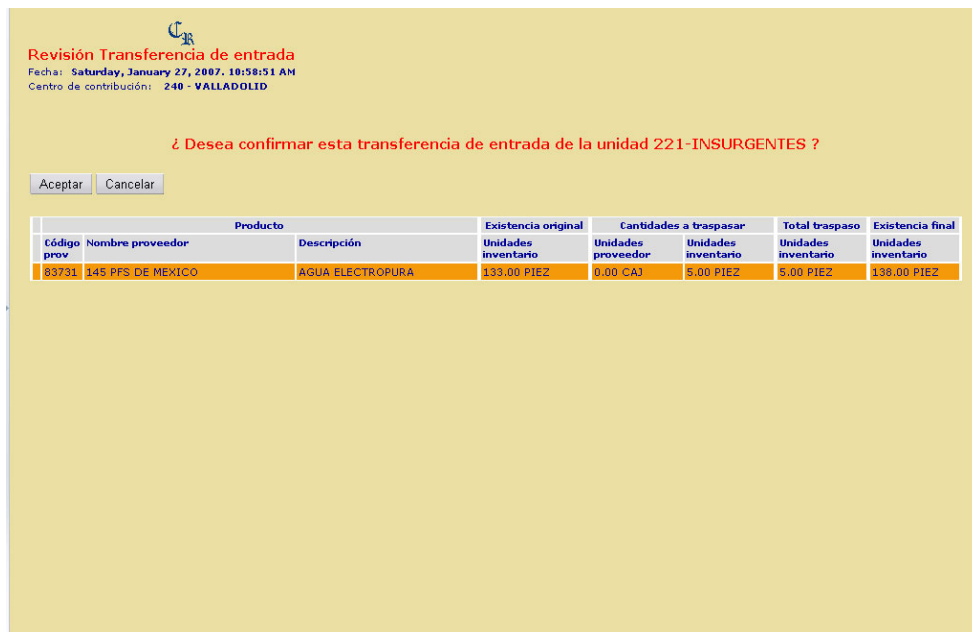 CR
Revisión Transferencia de entrada
Fecha: Saturday, January 27, 2007. 10:58:51 AM
Centro de contribución: 240 - VALLADOLID
¿ Desea confirmar esta transferencia de entrada de la unidad 221-INSURGENTES ?
Aceptar Cancelar
Producto Existencia original Cantidades a traspasar Total traspaso Existencia final
Código prov Nombre proveedor Descripción Unidades inventario Unidades proveedor Unidades inventario Unidades inventario Unidades inventario
83731 145 PFS DE MEXICO AGUA ELECTROPURA 133.00 PIEZ 0.00 CAJ 5.00 PIEZ 5.00 PIEZ 138.00 PIEZ